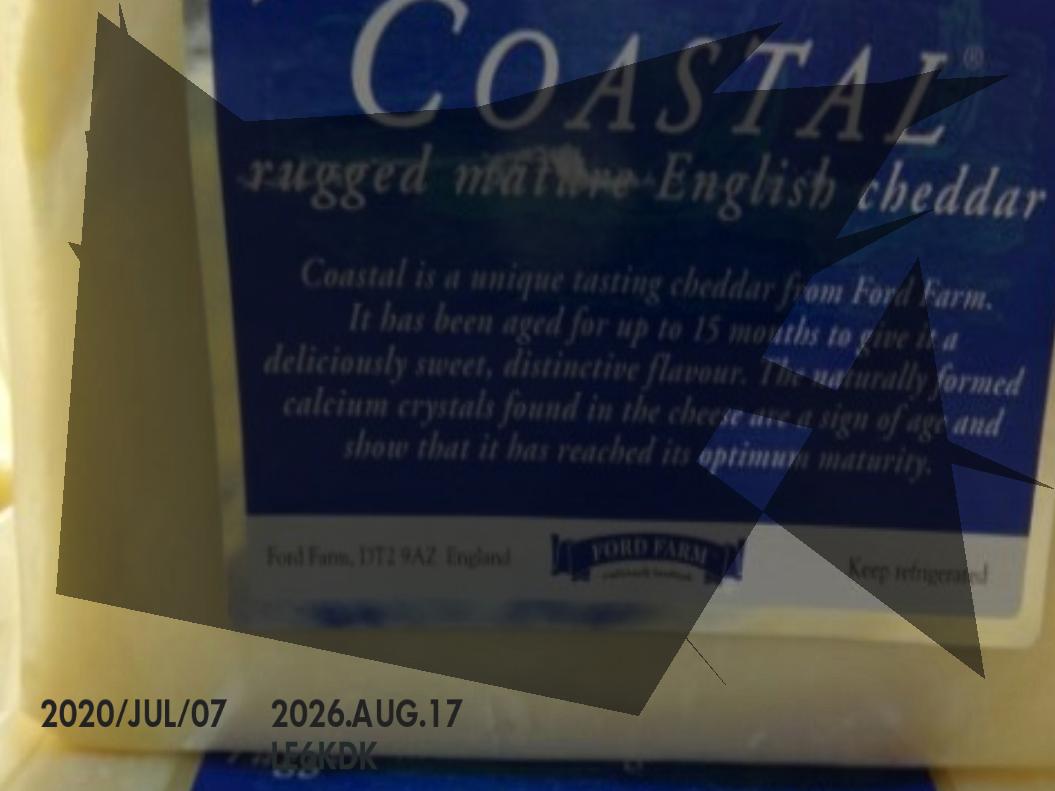 COASTAL®
rugged mature English cheddar
Coastal is a unique tasting cheddar from Ford Farm.
It has been aged for up to 15 months to give it a
deliciously sweet, distinctive flavour. The naturally formed
calcium crystals found in the cheese are a sign of age and
show that it has reached its optimum maturity.
Ford Farm, DT2 9AZ England
FORD FARM
Keep refrigerated
2020/JUL/07 2026.AUG.17
LE6KDK